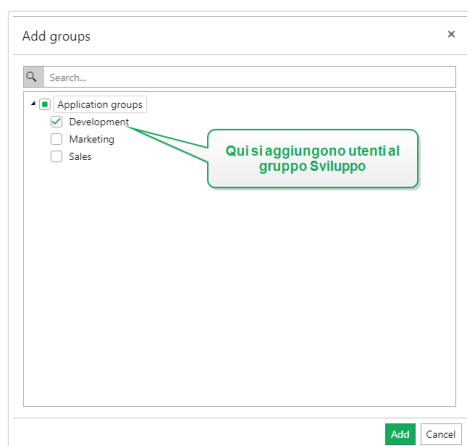 Add groups
Search...
Application groups
Development
Marketing
Sales
Qui si aggiungono utenti al
gruppo Sviluppo
Add Cancel